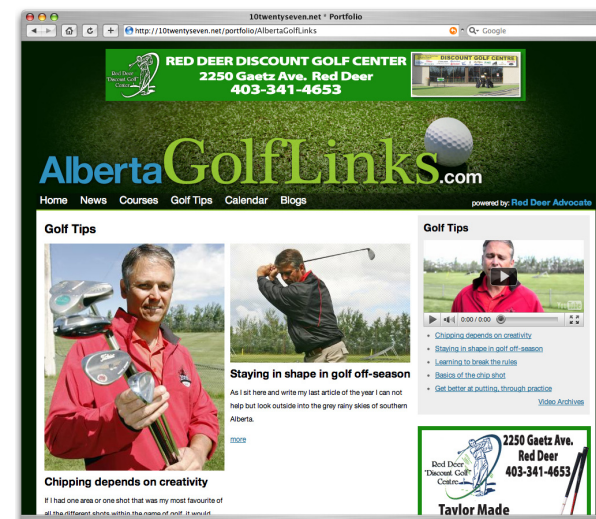 10twentyseven.net * Portfolio
http://10twentyseven.net/portfolio/AlbertaGolfLinks
Google
Red Deer
Discount Golf
Centre
RED DEER DISCOUNT GOLF CENTER
2250 Gaetz Ave. Red Deer
403-341-4653
DISCOUNT GOLF CENTRE
AlbertaGolfLinks.com
Home News Courses Golf Tips Calendar Blogs
powered by: Red Deer Advocate
Golf Tips
Titleist
Chipping depends on creativity
If I had one area or one shot that was my most favourite of
all the different shots within the game of golf, it would
Staying in shape in golf off-season
As I sit here and write my last article of the year I can not
help but look outside into the grey rainy skies of southern
Alberta.
more
Golf Tips
YouTube
0:00 / 0:00
Chipping depends on creativity
Staying in shape in golf off-season
Learning to break the rules
Basics of the chip shot
Get better at putting, through practice
Video Archives
Red Deer
Discount Golf
Centre
2250 Gaetz Ave.
Red Deer
403-341-4653
Taylor Made